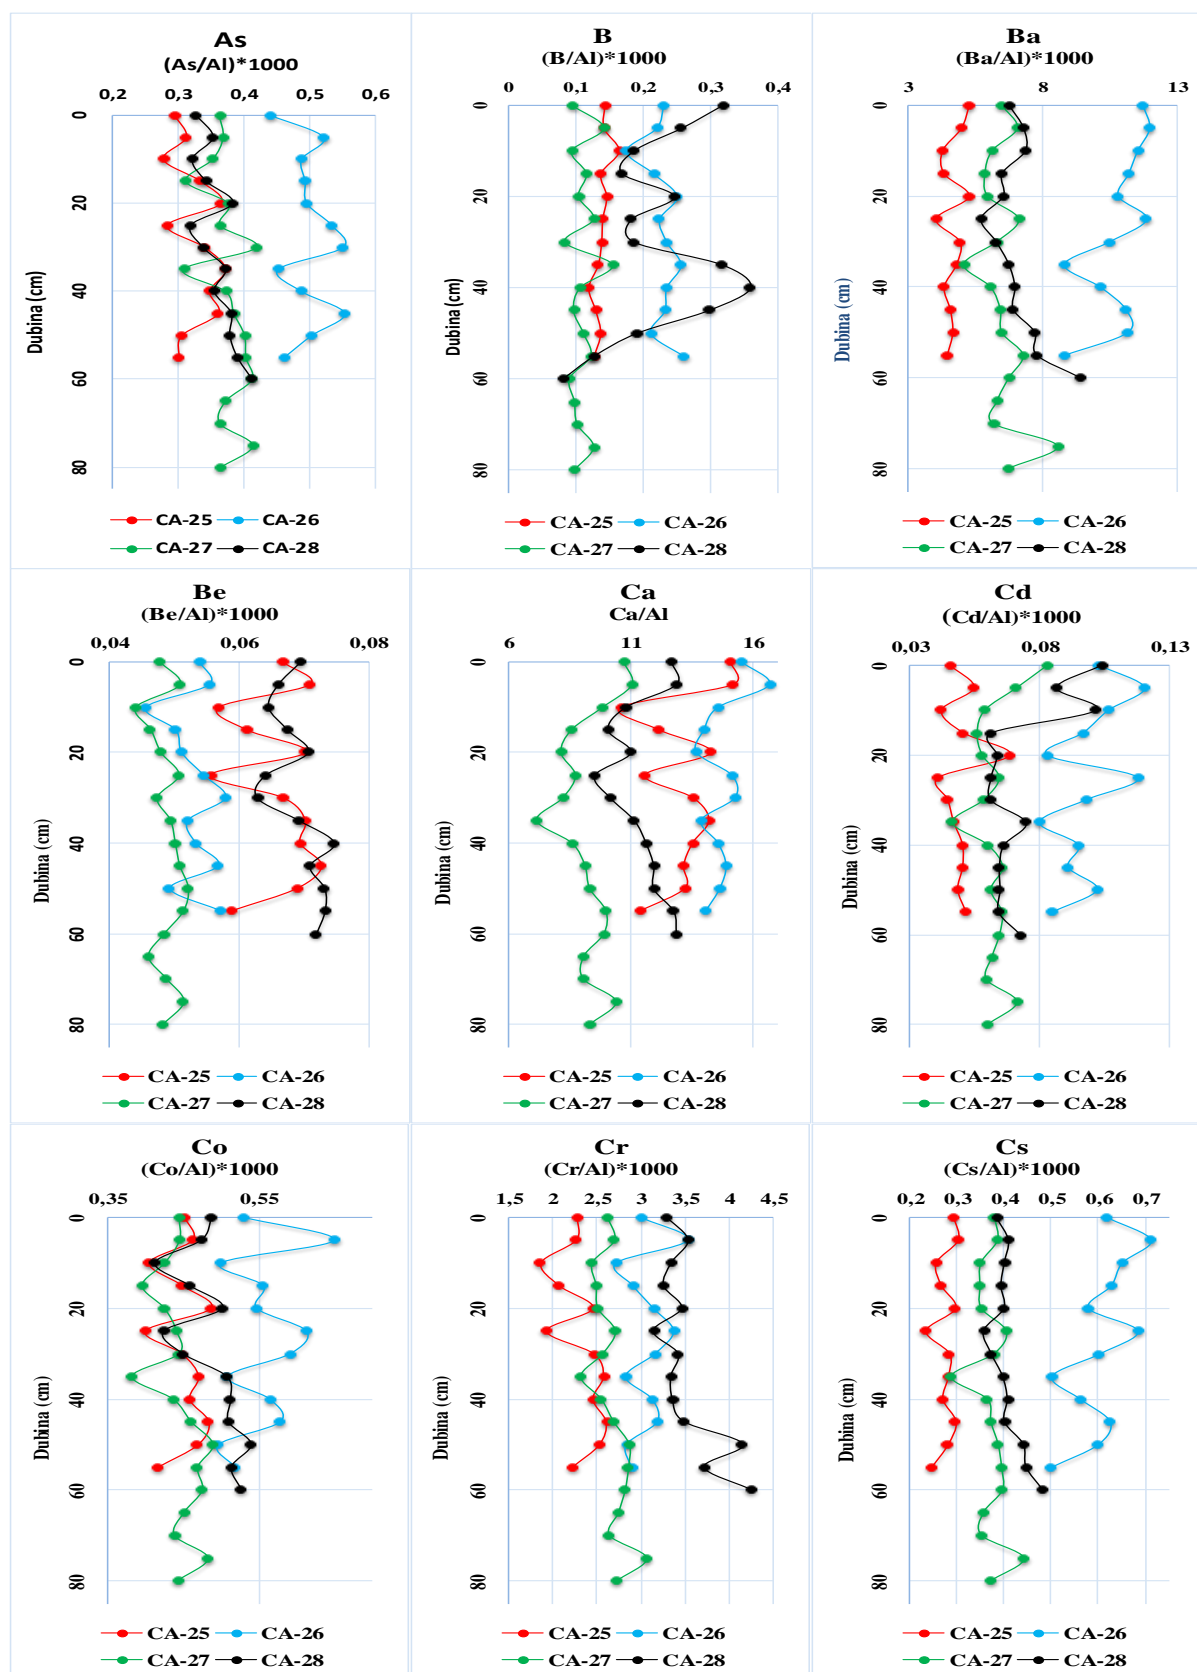 As
(As/Al)*1000
0,2 0,3 0,4 0,5 0,6
0
20
40
60
80
Dubina (cm)
CA-25 CA-26
CA-27 CA-28
B
(B/Al)*1000
0 0,1 0,2 0,3 0,4
0
20
40
60
80
Dubina (cm)
CA-25 CA-26
CA-27 CA-28
Ba
(Ba/Al)*1000
3 8 13
0
20
40
60
80
Dubina (cm)
CA-25 CA-26
CA-27 CA-28
Be
(Be/Al)*1000
0,04 0,06 0,08
0
20
40
60
80
Dubina (cm)
CA-25 CA-26
CA-27 CA-28
Ca
Ca/Al
6 11 16
0
20
40
60
80
Dubina (cm)
CA-25 CA-26
CA-27 CA-28
Cd
(Cd/Al)*1000
0,03 0,08 0,13
0
20
40
60
80
Dubina (cm)
CA-25 CA-26
CA-27 CA-28
Co
(Co/Al)*1000
0,35 0,55
0
20
40
60
80
Dubina (cm)
CA-25 CA-26
CA-27 CA-28
Cr
(Cr/Al)*1000
1,5 2 2,5 3 3,5 4 4,5
0
20
40
60
80
Dubina (cm)
CA-25 CA-26
CA-27 CA-28
Cs
(Cs/Al)*1000
0,2 0,3 0,4 0,5 0,6 0,7
0
20
40
60
80
Dubina (cm)
CA-25 CA-26
CA-27 CA-28